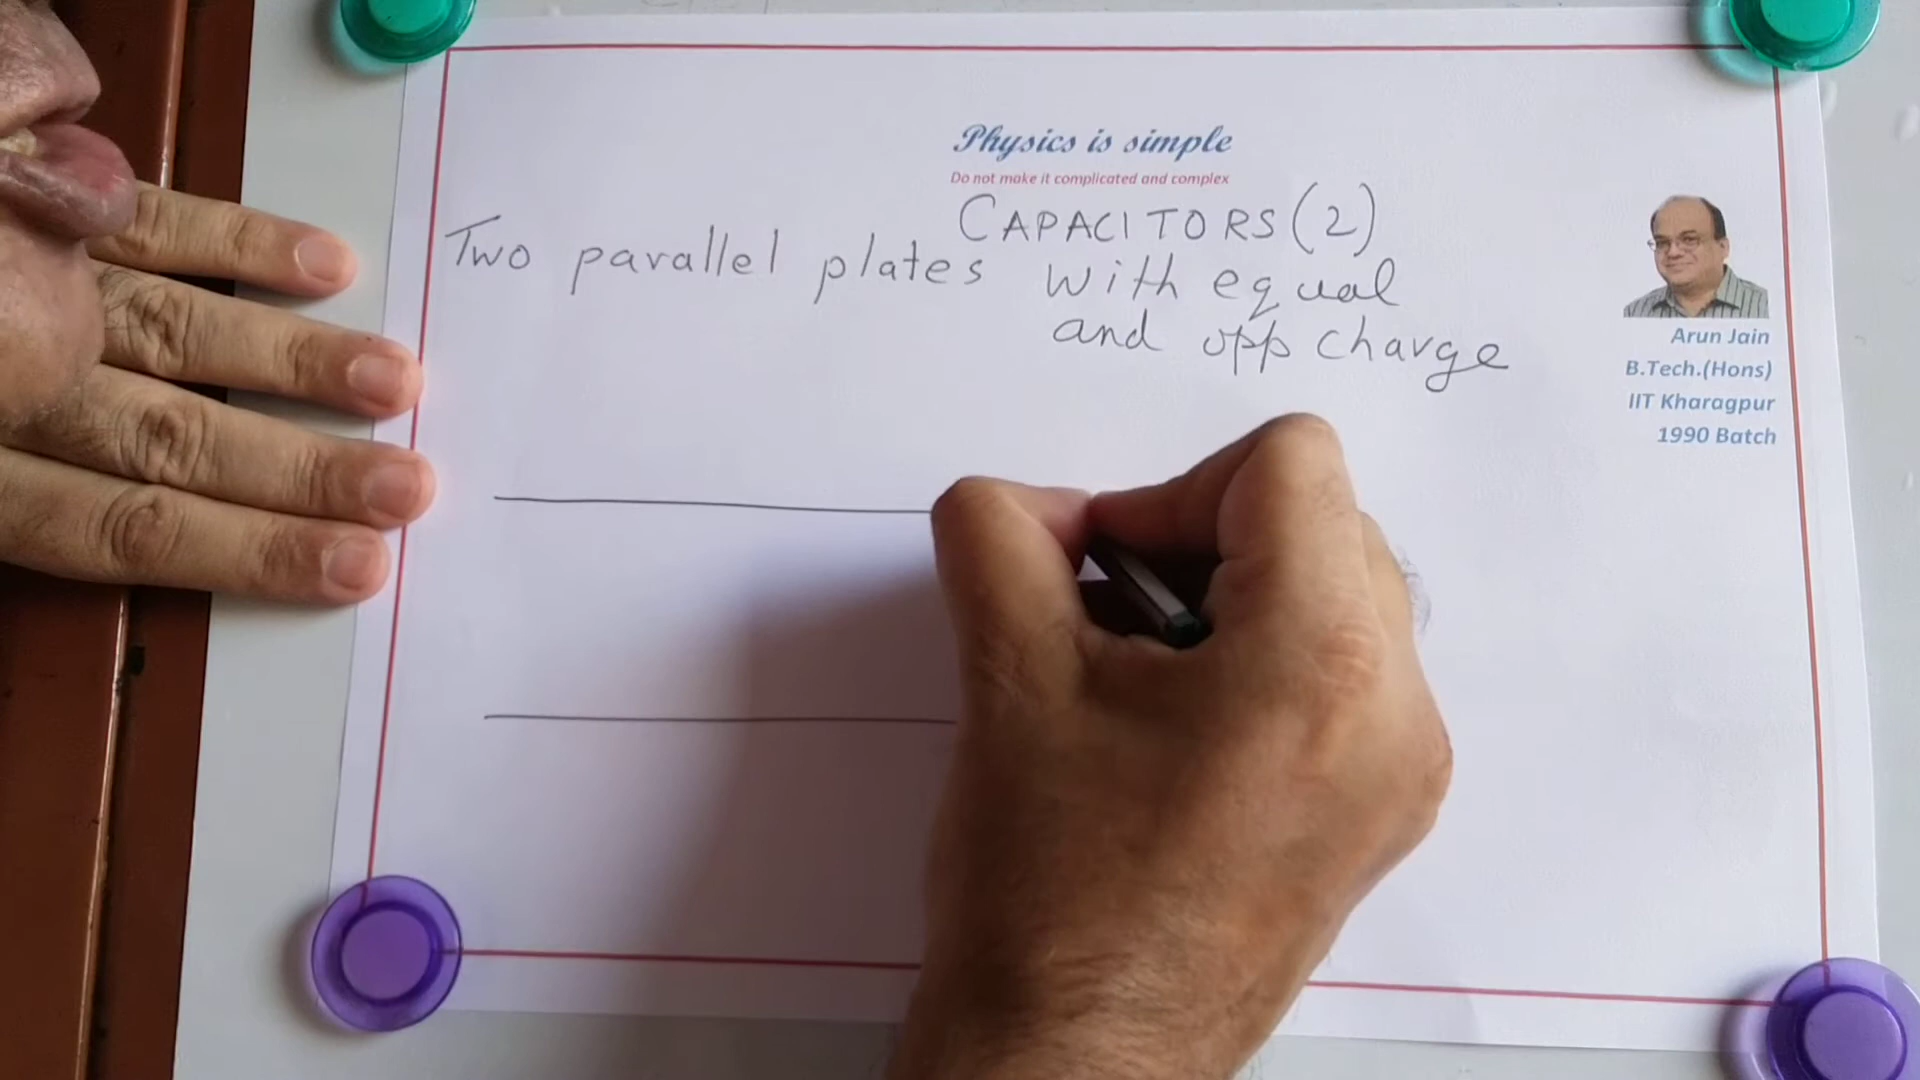 Physics is simple
Do not make it complicated and complex
CAPACITORS (2)
Two parallel plates with equal
and opp charge
Arun Jain
B.Tech.(Hons)
IIT Kharagpur
1990 Batch